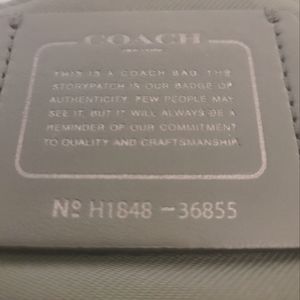 COACH
NEW YORK
THIS IS A COACH BAG. THE
STORYPATCH IS OUR BADGE OF
AUTHENTICITY. FEW PEOPLE MAY
SEE IT, BUT IT WILL ALWAYS BE A
REMINDER OF OUR COMMITMENT
TO QUALITY AND CRAFTSMANSHIP.
Nº H1848 -36855